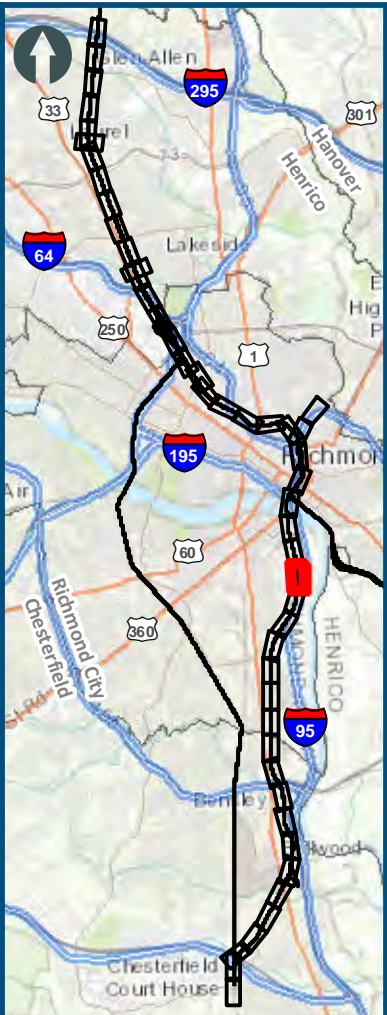 Glen Allen
33
295
301
Hanover
Henrico
73
Lakeside
64
250
1
195
Air
60
Richmond City
Chesterfield
360
HENRICO
95
Bensley
Chesterfield
Court House